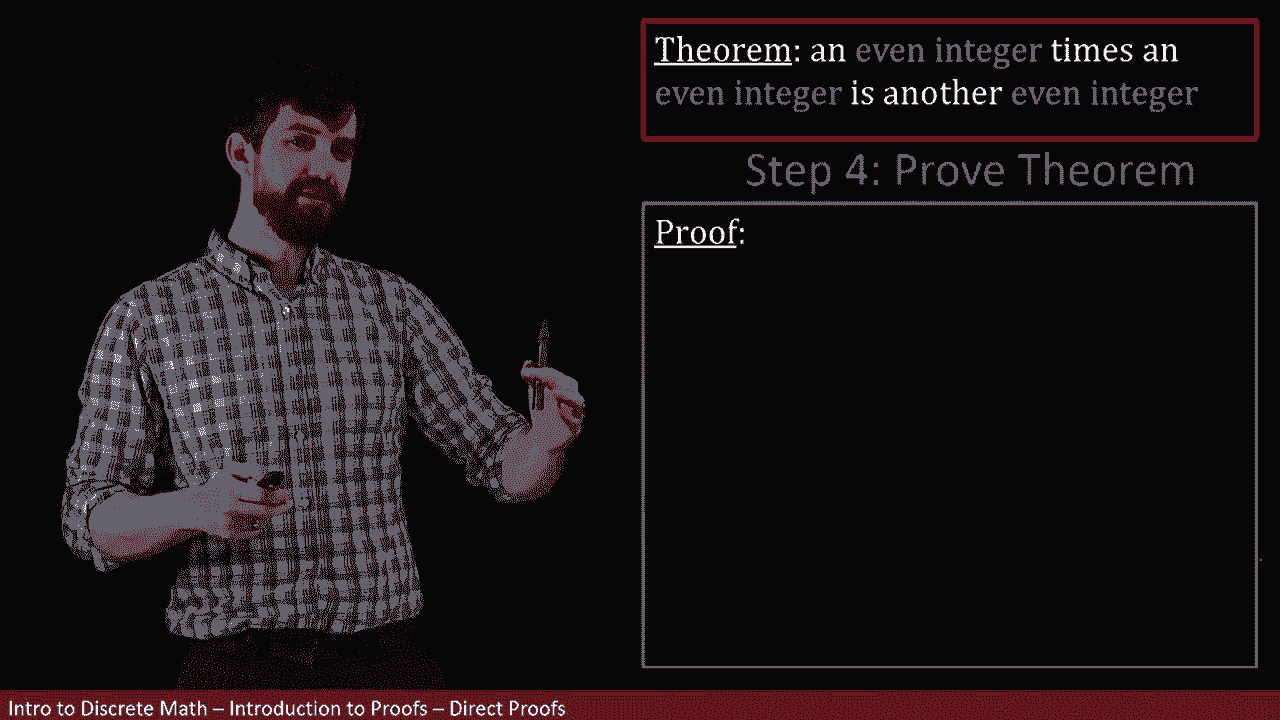 Theorem: an even integer times an
even integer is another even integer
Step 4: Prove Theorem
Proof:
Intro to Discrete Math – Introduction to Proofs – Direct Proofs